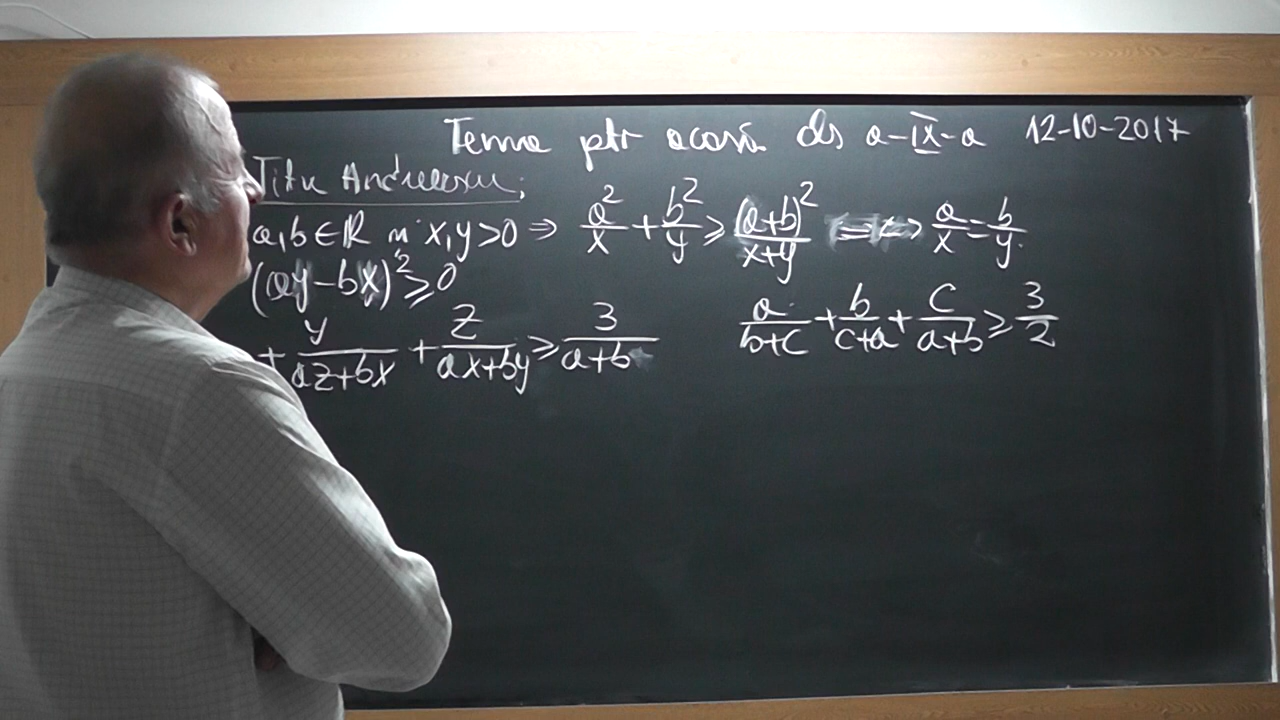 Tema ptr acasă cls a-IX-a 12-10-2017
Titu Andreescu;
a,b∈ℝ și x,y>0 ⇒ a²/x + b²/y ≥ (a+b)²/(x+y) <=> a/x = b/y.
(ay-bx)² ≥ 0
+ y/(az+bx) + z/(ax+by) ≥ 3/(a+b) a/(b+c) + b/(c+a) + c/(a+b) ≥ 3/2